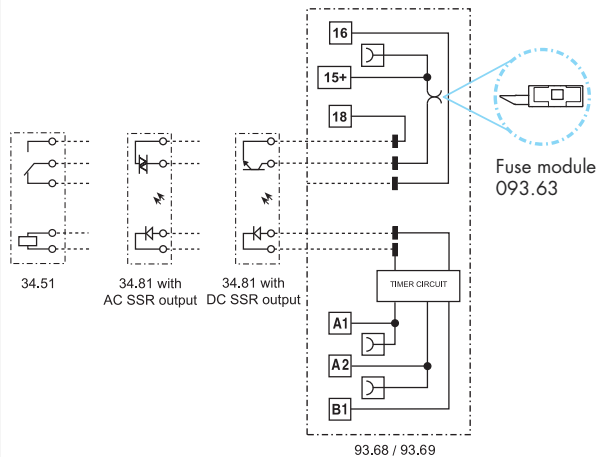 16
15+
18
Fuse module
093.63
34.51
34.81 with
AC SSR output
34.81 with
DC SSR output
TIMER CIRCUIT
A1
A2
B1
93.68 / 93.69